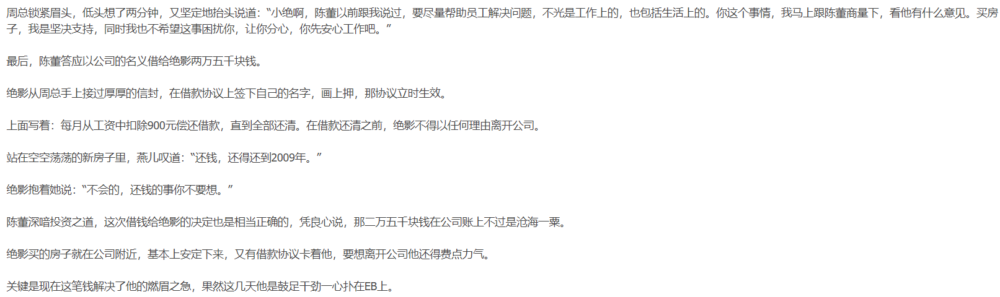 周总锁紧眉头，低头想了两分钟，又坚定地抬头说道：“小绝啊，陈董以前跟我说过，要尽量帮助员工解决问题，不光是工作上的，也包括生活上的。你这个事情，我马上跟陈董商量下，看他有什么意见。买房
子，我是坚决支持，同时我也不希望这事困扰你，让你分心，你先安心工作吧。”
最后，陈董答应以公司的名义借给绝影两万五千块钱。
绝影从周总手上接过厚厚的信封，在借款协议上签下自己的名字，画上押，那协议立时生效。
上面写着：每月从工资中扣除900元偿还借款，直到全部还清。在借款还清之前，绝影不得以任何理由离开公司。
站在空空荡荡的新房子里，燕儿叹道：“还钱，还得还到2009年。”
绝影抱着她说：“不会的，还钱的事你不要想。”
陈董深喑投资之道，这次借钱给绝影的决定也是相当正确的，凭良心说，那二万五千块钱在公司账上不过是沧海一粟。
绝影买的房子就在公司附近，基本上安定下来，又有借款协议卡着他，要想离开公司他还得费点力气。
关键是现在这笔钱解决了他的燃眉之急，果然这几天他是鼓足干劲一心扑在EB上。